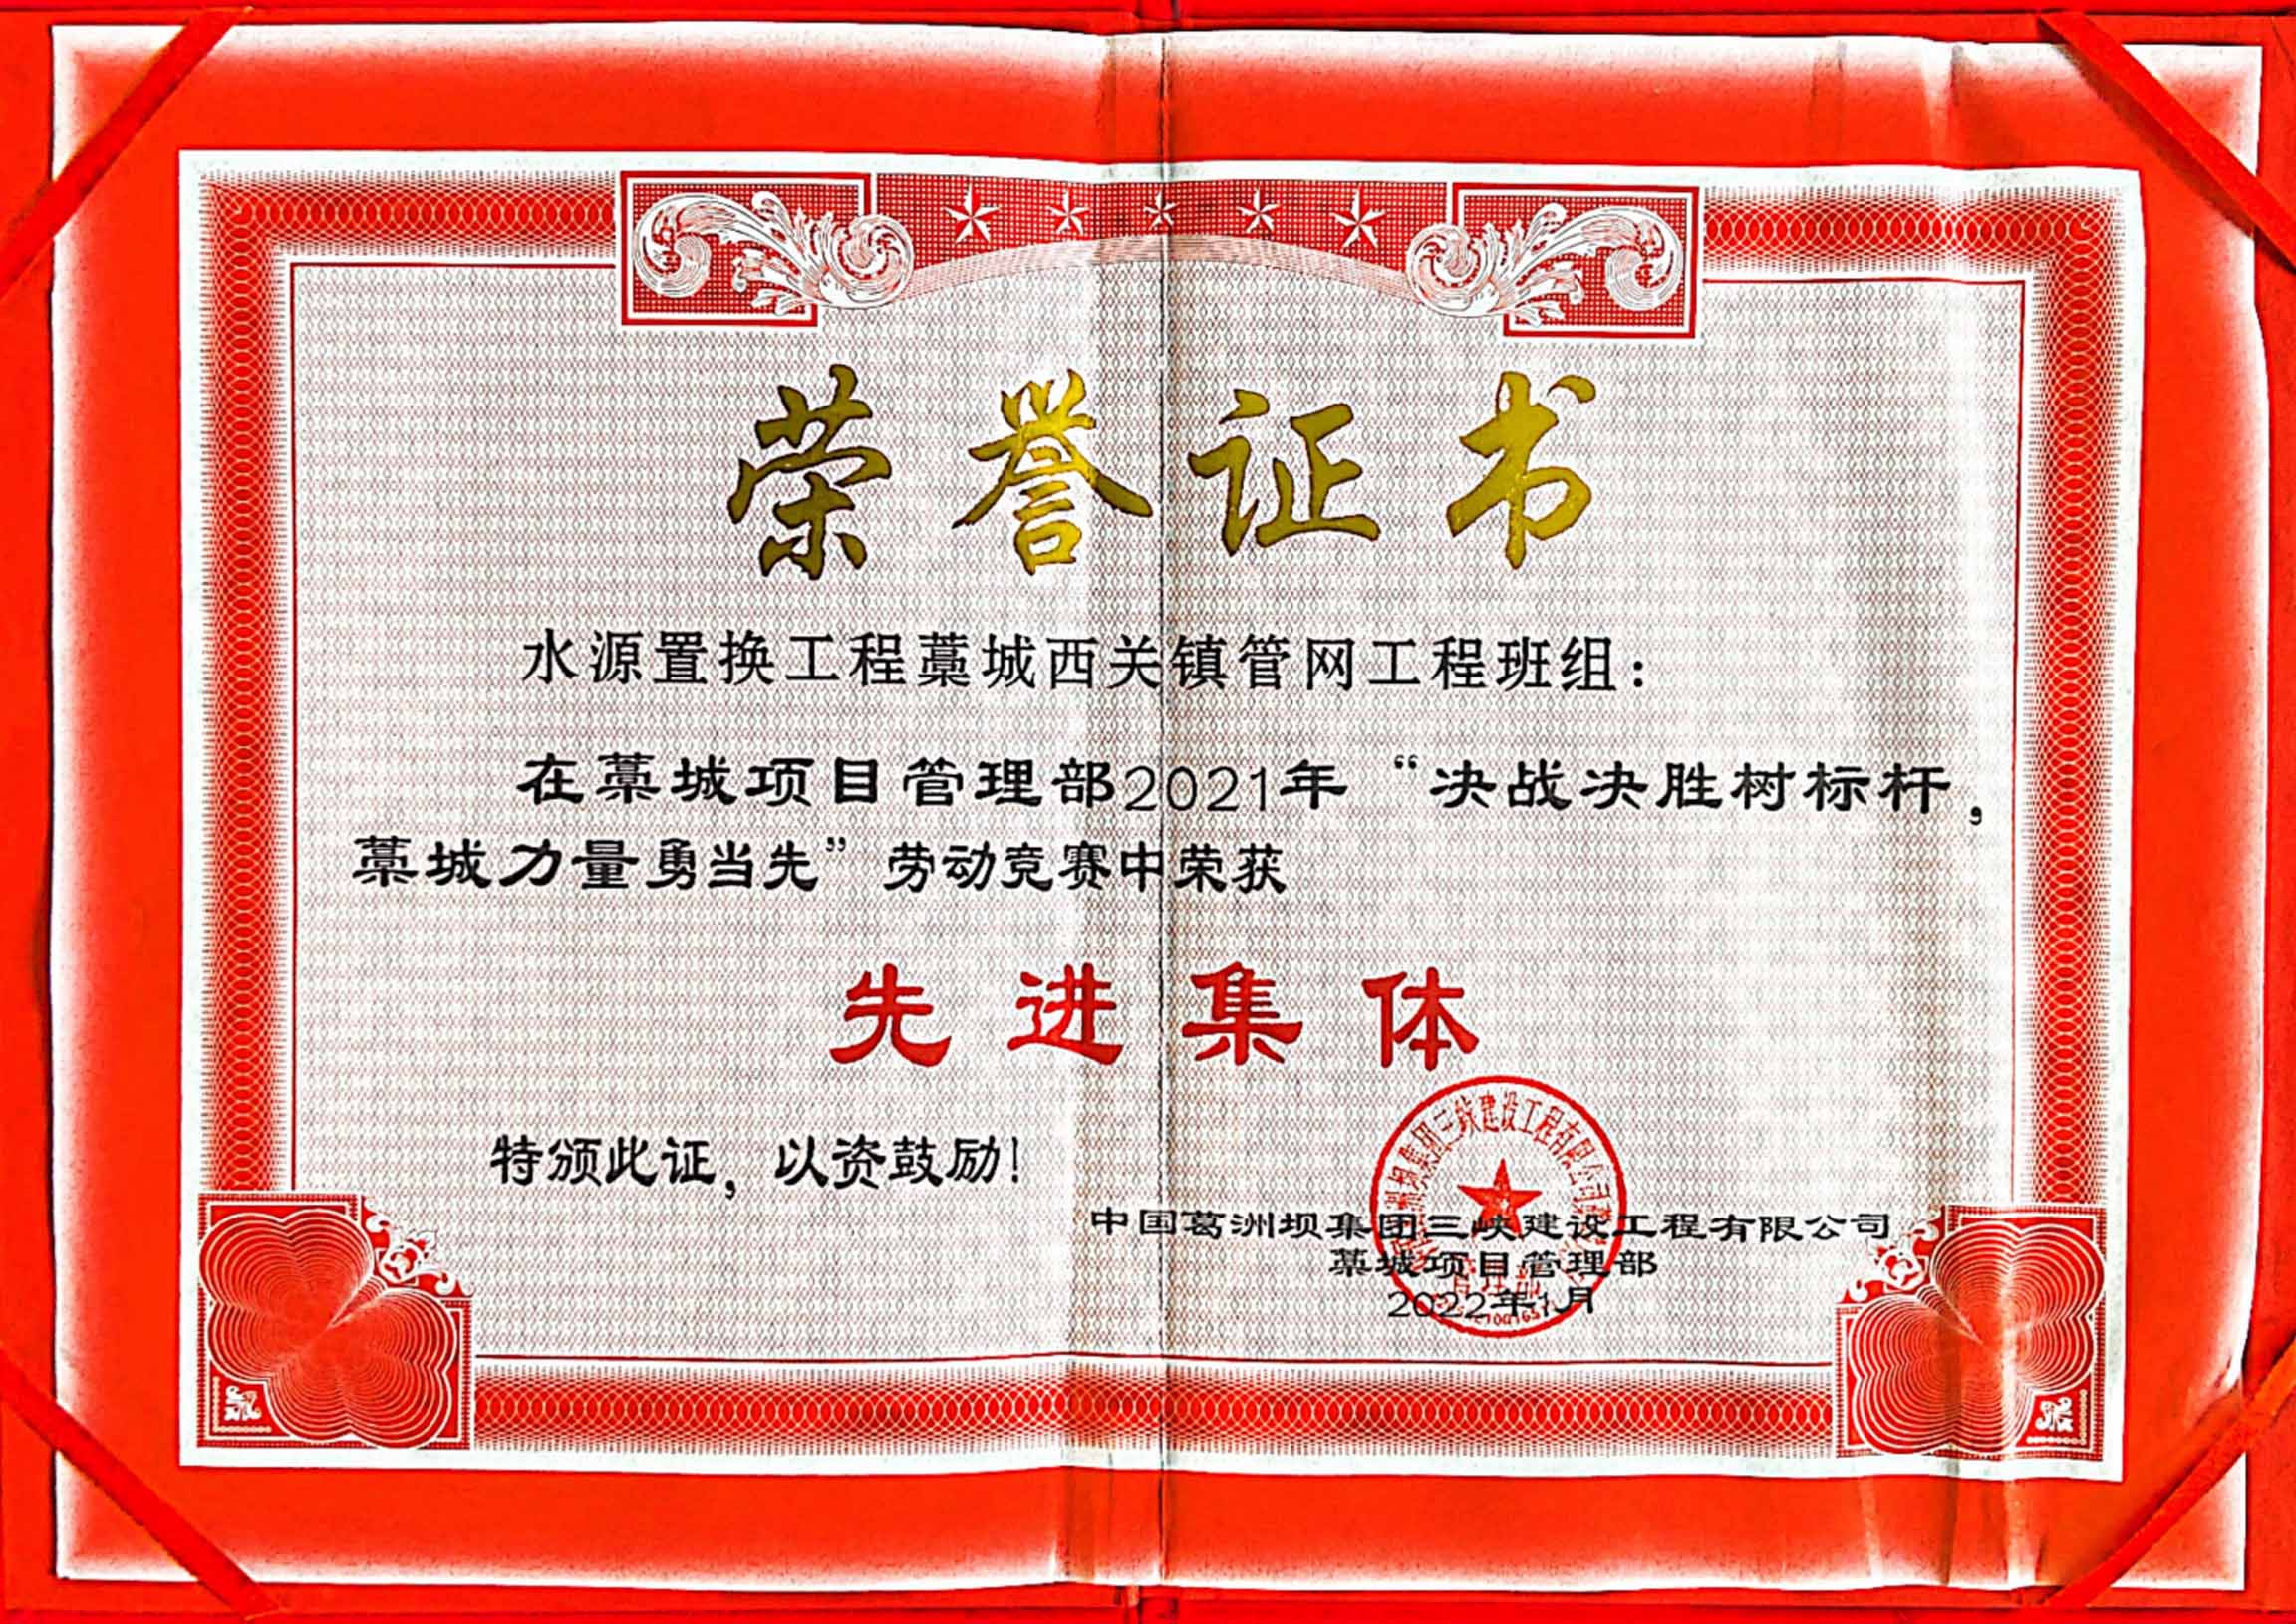 荣誉证书
水源置换工程藁城西关镇管网工程班组：
在藁城项目管理部2021年“决战决胜树标杆，
藁城力量勇当先”劳动竞赛中荣获
先进集体
特颁此证，以资鼓励！
中国葛洲坝集团三峡建设工程有限公司
藁城项目管理部
2022年1月